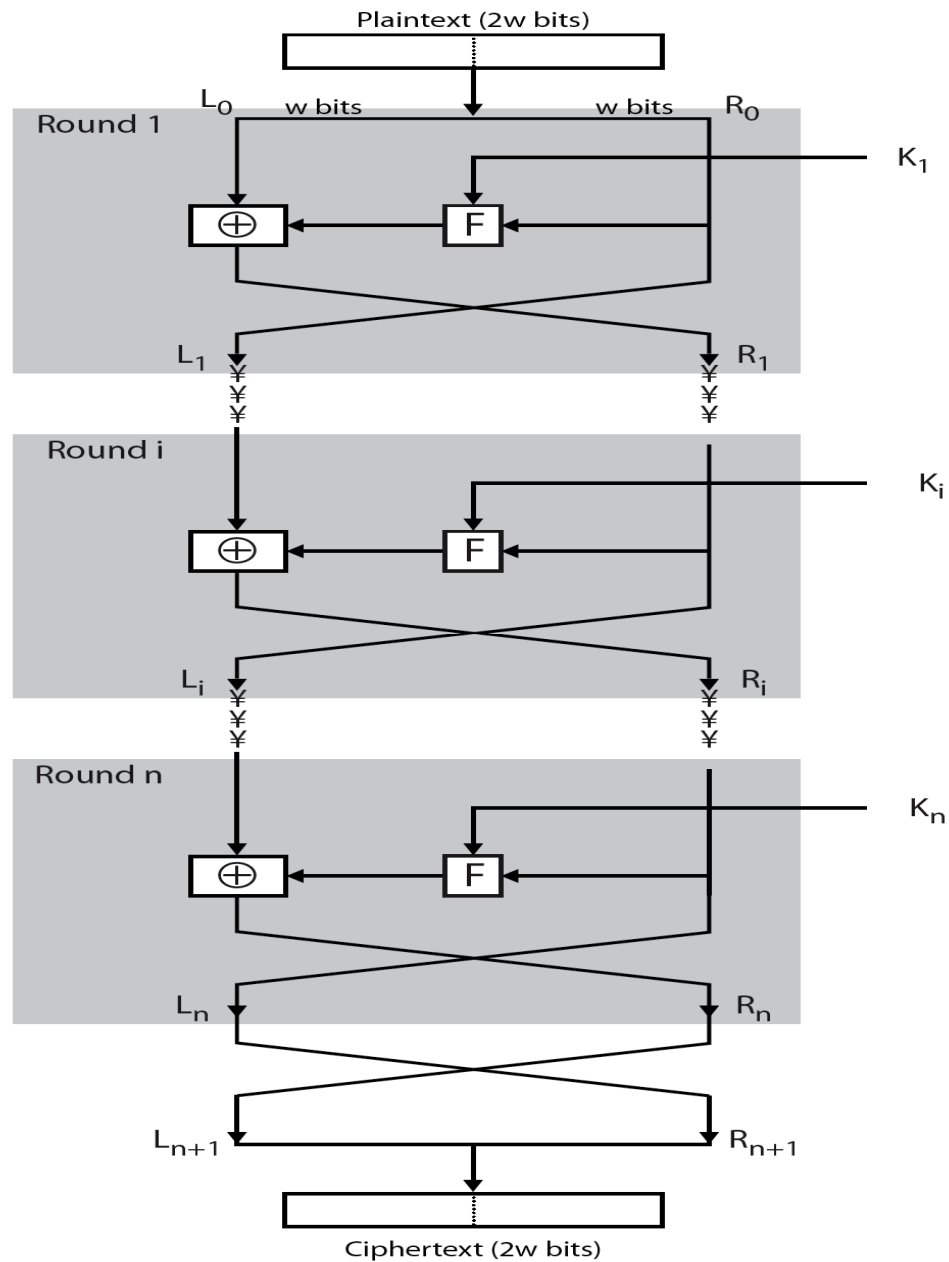 Plaintext (2w bits)
L0 w bits w bits R0
Round 1
K1
⊕ F
L1 R1
¥ ¥
¥ ¥
¥ ¥
Round i
Ki
⊕ F
Li Ri
¥ ¥
¥ ¥
¥ ¥
Round n
Kn
⊕ F
Ln Rn
Ln+1 Rn+1
Ciphertext (2w bits)